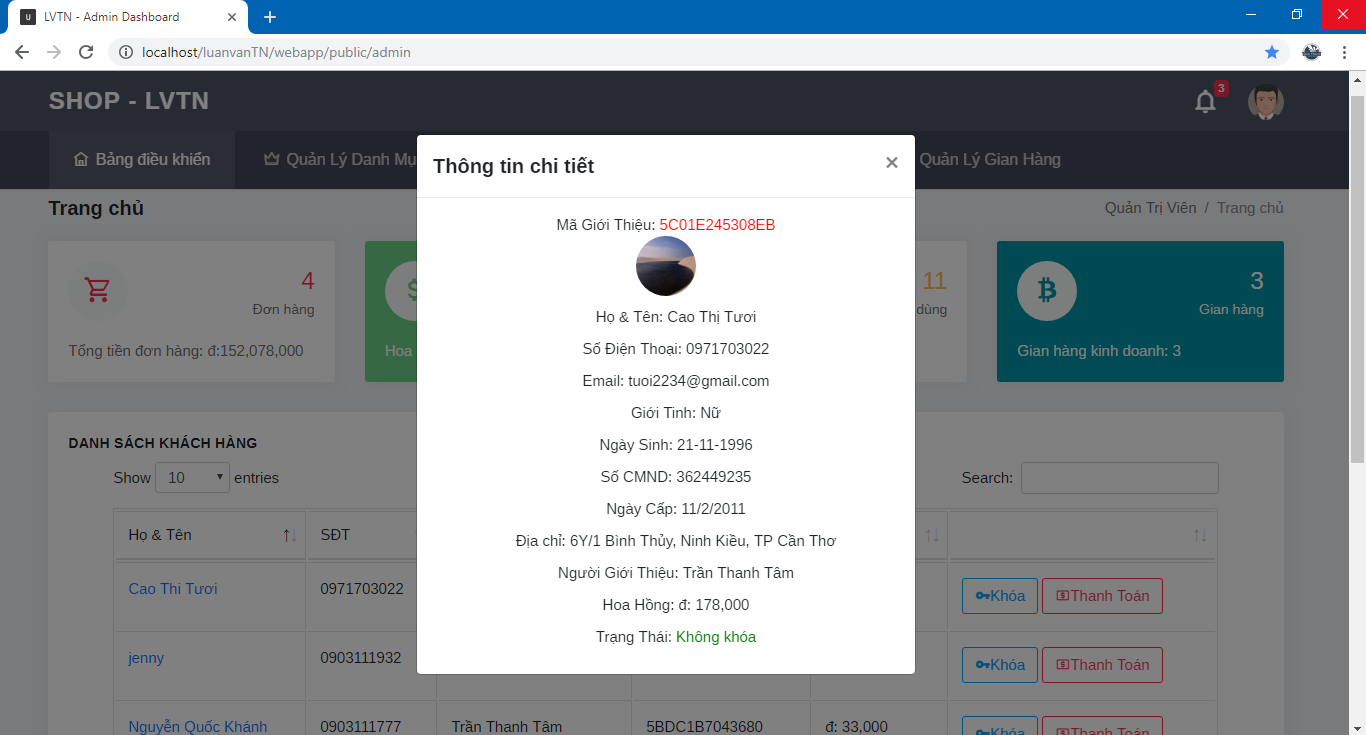 LVTN - Admin Dashboard
localhost/luanvanTN/webapp/public/admin
SHOP - LVTN
3
Bảng điều khiển
Quản Lý Danh Mụ
Quản Lý Gian Hàng
Trang chủ
Quản Trị Viên / Trang chủ
4
Đơn hàng
Tổng tiền đơn hàng: đ:152,078,000
Hoa
11
dùng
3
Gian hàng
Gian hàng kinh doanh: 3
Thông tin chi tiết
×
Mã Giới Thiệu: 5C01E245308EB
Họ & Tên: Cao Thị Tươi
Số Điện Thoại: 0971703022
Email: tuoi2234@gmail.com
Giới Tinh: Nữ
Ngày Sinh: 21-11-1996
Số CMND: 362449235
Ngày Cấp: 11/2/2011
Địa chỉ: 6Y/1 Bình Thủy, Ninh Kiều, TP Cần Thơ
Người Giới Thiệu: Trần Thanh Tâm
Hoa Hồng: đ: 178,000
Trạng Thái: Không khóa
DANH SÁCH KHÁCH HÀNG
Show 10 entries
Search:
Họ & Tên SĐT
Cao Thi Tươi 0971703022 Khóa Thanh Toán
jenny 0903111932 Khóa Thanh Toán
Nguyễn Quốc Khánh 0903111777 Trần Thanh Tâm 5BDC1B7043680 đ: 33,000 Khóa Thanh Toán